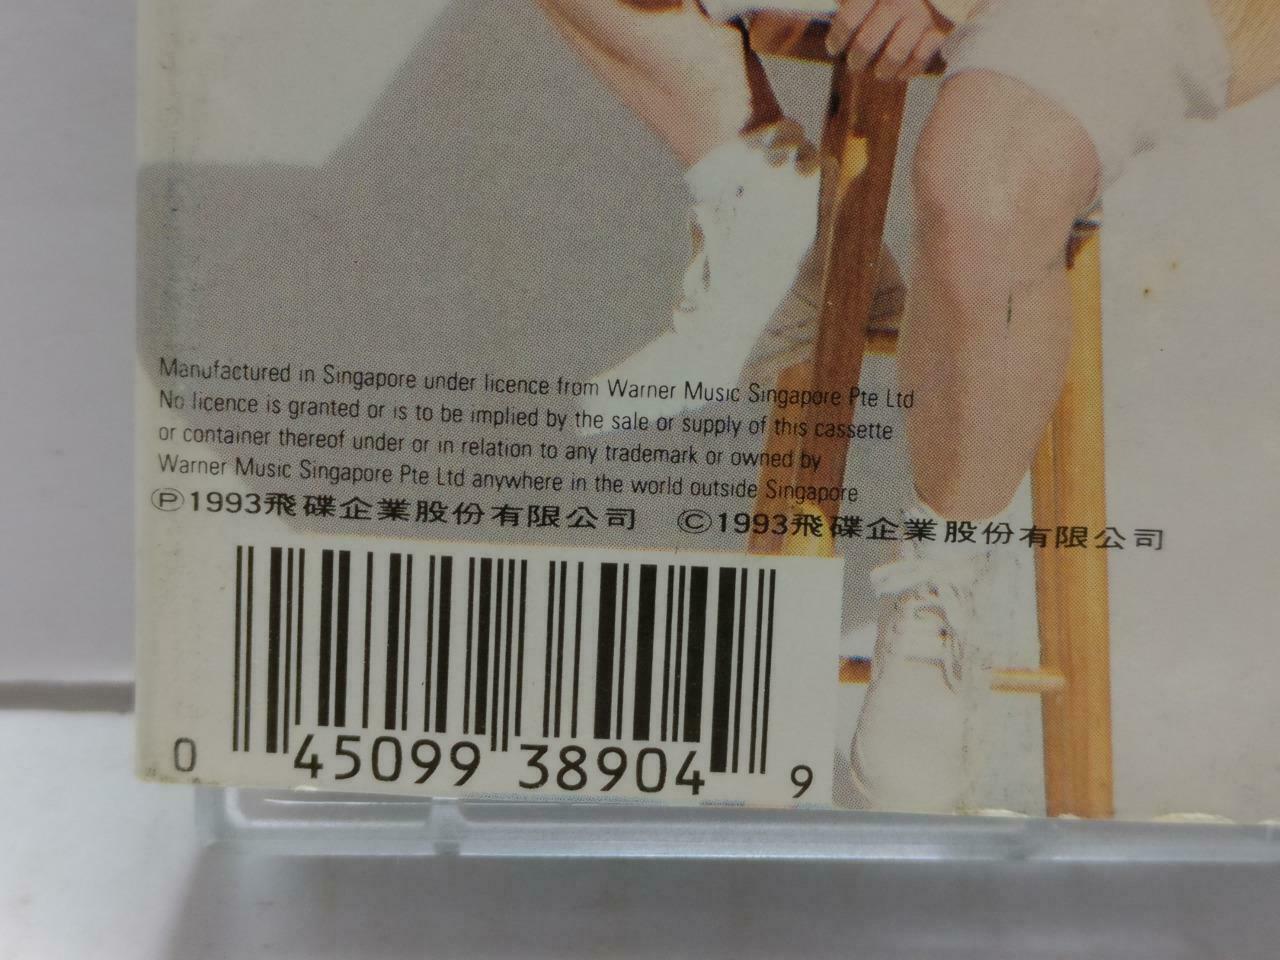 Manufactured in Singapore under licence from Warner Music Singapore Pte Ltd
No licence is granted or is to be implied by the sale or supply of this cassette
or container thereof under or in relation to any trademark or owned by
Warner Music Singapore Pte Ltd anywhere in the world outside Singapore
Ⓟ1993飛碟企業股份有限公司 ©1993飛碟企業股份有限公司
0 45099 38904 9